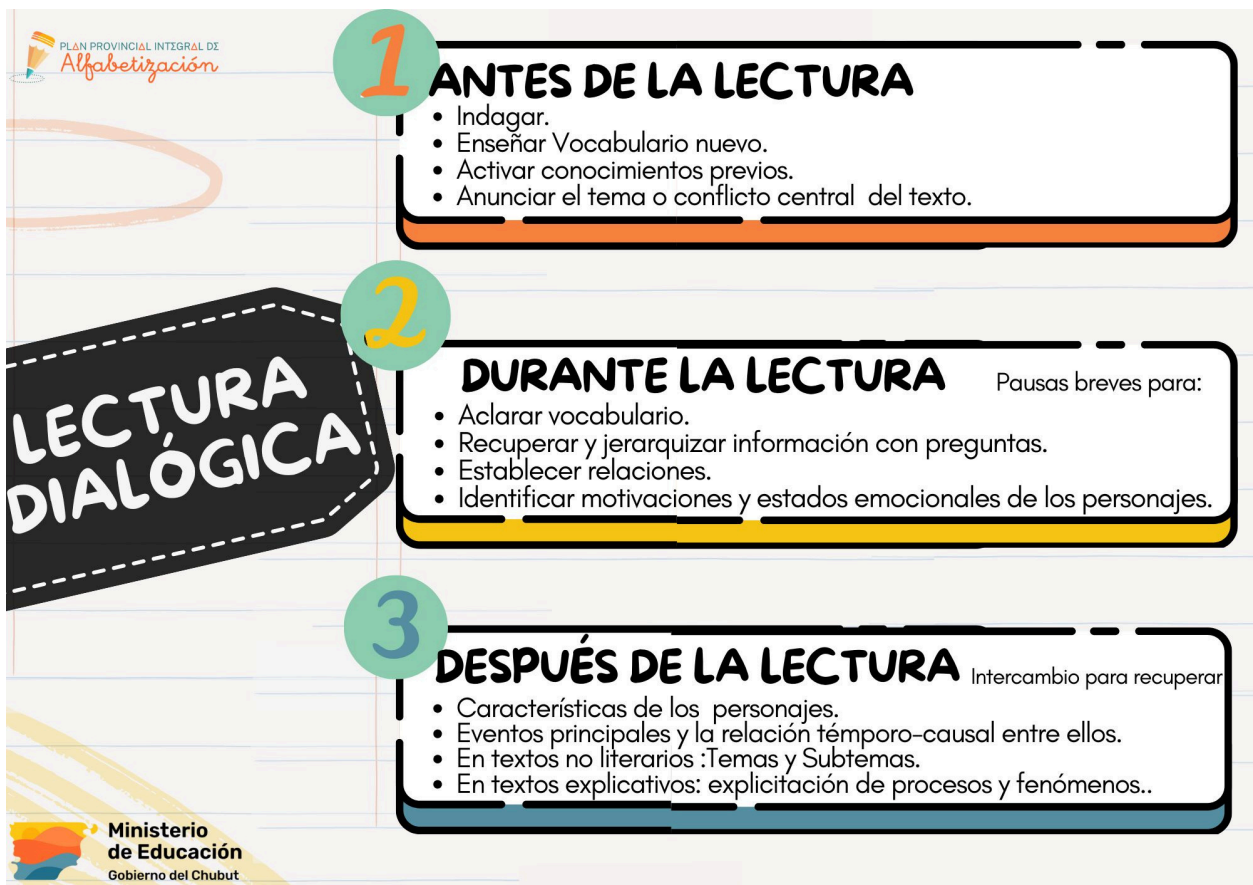 PLAN PROVINCIAL INTEGRAL DE
Alfabetización
1
ANTES DE LA LECTURA
• Indagar.
• Enseñar Vocabulario nuevo.
• Activar conocimientos previos.
• Anunciar el tema o conflicto central  del texto.
LECTURA
DIALÓGICA
2
DURANTE LA LECTURA Pausas breves para:
• Aclarar vocabulario.
• Recuperar y jerarquizar información con preguntas.
• Establecer relaciones.
• Identificar motivaciones y estados emocionales de los personajes.
3
DESPUÉS DE LA LECTURA Intercambio para recuperar
• Características de los  personajes.
• Eventos principales y la relación témporo-causal entre ellos.
• En textos no literarios :Temas y Subtemas.
• En textos explicativos: explicitación de procesos y fenómenos..
Ministerio
de Educación
Gobierno del Chubut